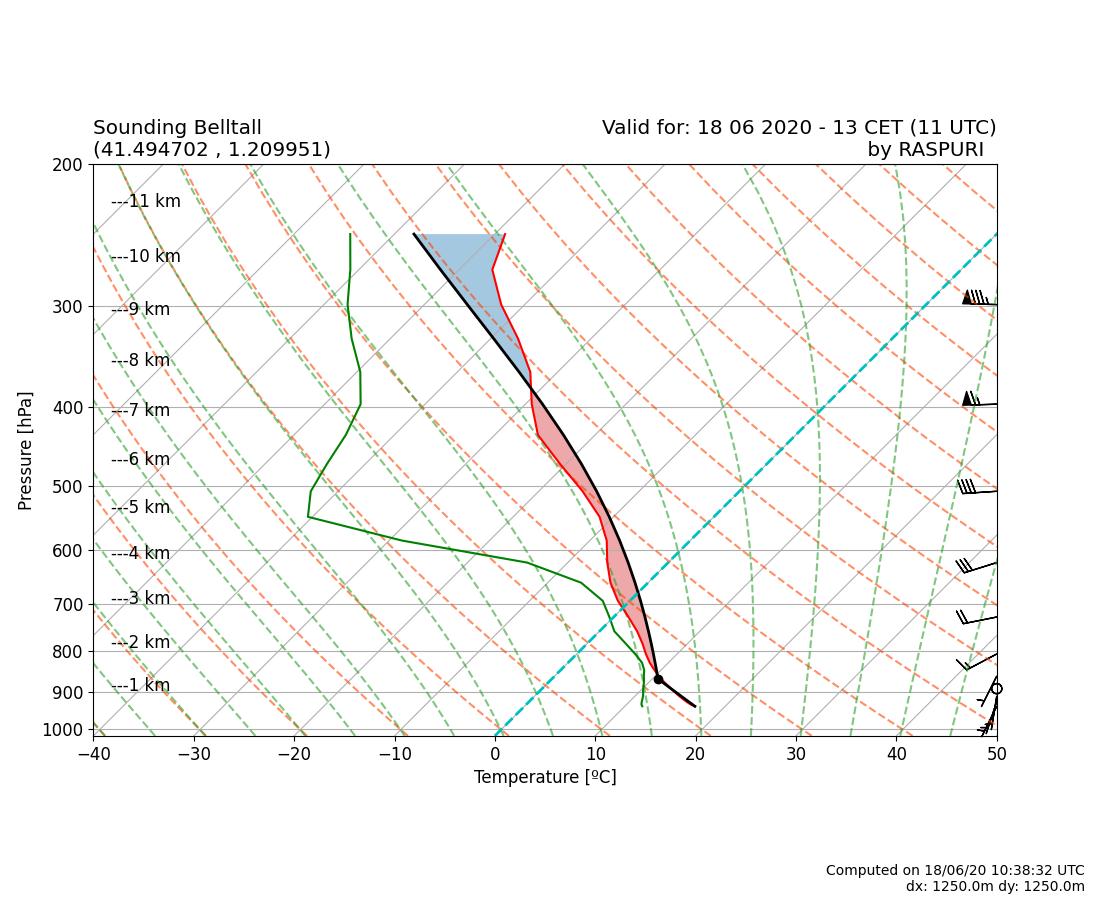 Sounding Belltall
(41.494702 , 1.209951)
Valid for: 18 06 2020 - 13 CET (11 UTC)
by RASPURI
200
300
400
500
600
700
800
900
1000
Pressure [hPa]
---11 km
---10 km
---9 km
---8 km
---7 km
---6 km
---5 km
---4 km
---3 km
---2 km
---1 km
−40
−30
−20
−10
0
10
20
30
40
50
Temperature [ºC]
Computed on 18/06/20 10:38:32 UTC
dx: 1250.0m dy: 1250.0m